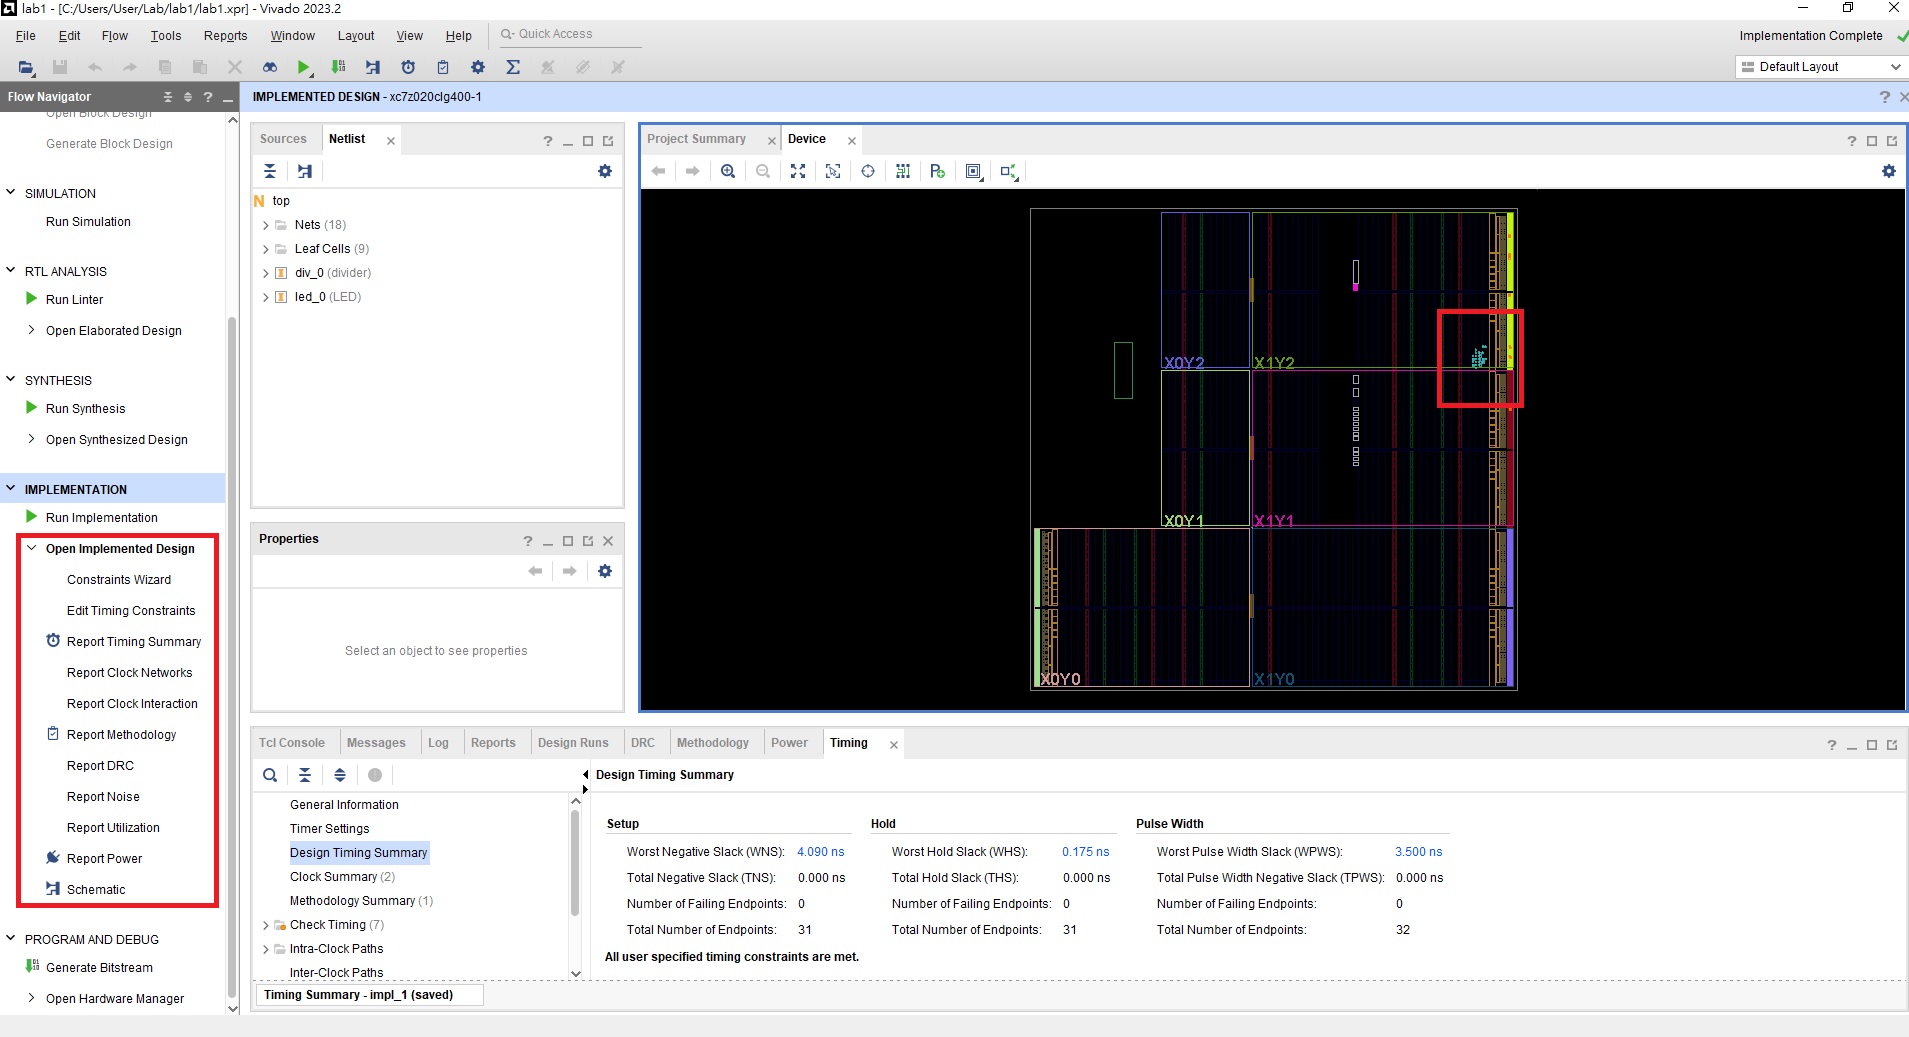 lab1 - [C:/Users/User/Lab/lab1/lab1.xpr] - Vivado 2023.2
File Edit Flow Tools Reports Window Layout View Help Quick Access
Implementation Complete
Default Layout
Flow Navigator
IMPLEMENTED DESIGN - xc7z020clg400-1
Open Block Design
Generate Block Design
SIMULATION
Run Simulation
RTL ANALYSIS
Run Linter
Open Elaborated Design
SYNTHESIS
Run Synthesis
Open Synthesized Design
IMPLEMENTATION
Run Implementation
Open Implemented Design
Constraints Wizard
Edit Timing Constraints
Report Timing Summary
Report Clock Networks
Report Clock Interaction
Report Methodology
Report DRC
Report Noise
Report Utilization
Report Power
Schematic
PROGRAM AND DEBUG
Generate Bitstream
Open Hardware Manager
Sources Netlist
N top
Nets (18)
Leaf Cells (9)
div_0 (divider)
led_0 (LED)
Properties
Select an object to see properties
Project Summary Device
X0Y2 X1Y2
X0Y1 X1Y1
X0Y0 X1Y0
Tcl Console Messages Log Reports Design Runs DRC Methodology Power Timing
General Information
Timer Settings
Design Timing Summary
Clock Summary (2)
Methodology Summary (1)
Check Timing (7)
Intra-Clock Paths
Inter-Clock Paths
Design Timing Summary
Setup Hold Pulse Width
Worst Negative Slack (WNS): 4.090 ns Worst Hold Slack (WHS): 0.175 ns Worst Pulse Width Slack (WPWS): 3.500 ns
Total Negative Slack (TNS): 0.000 ns Total Hold Slack (THS): 0.000 ns Total Pulse Width Negative Slack (TPWS): 0.000 ns
Number of Failing Endpoints: 0 Number of Failing Endpoints: 0 Number of Failing Endpoints: 0
Total Number of Endpoints: 31 Total Number of Endpoints: 31 Total Number of Endpoints: 32
All user specified timing constraints are met.
Timing Summary - impl_1 (saved)